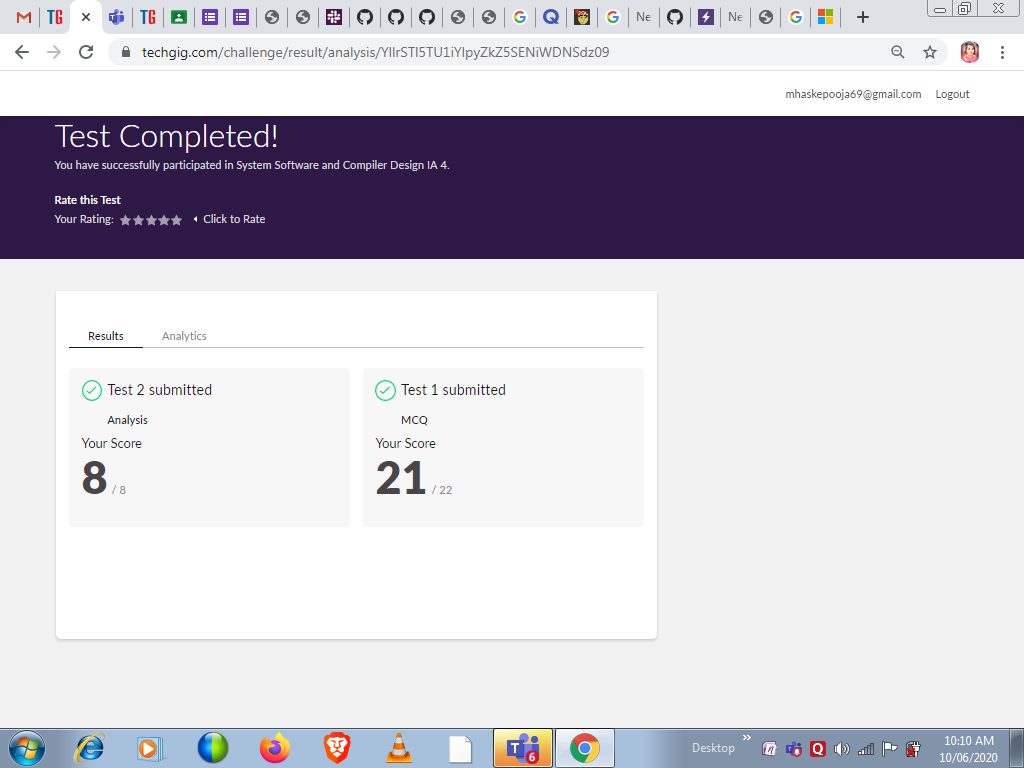 Ne
Ne
techgig.com/challenge/result/analysis/
mhaskepooja69@gmail.com Logout
Test Completed!
You have successfully participated in System Software and Compiler Design IA 4.
Rate this Test
Your Rating: Click to Rate
Results Analytics
Test 2 submitted
Analysis
Your Score
8 / 8
Test 1 submitted
MCQ
Your Score
21 / 22
Desktop
10:10 AM
10/06/2020